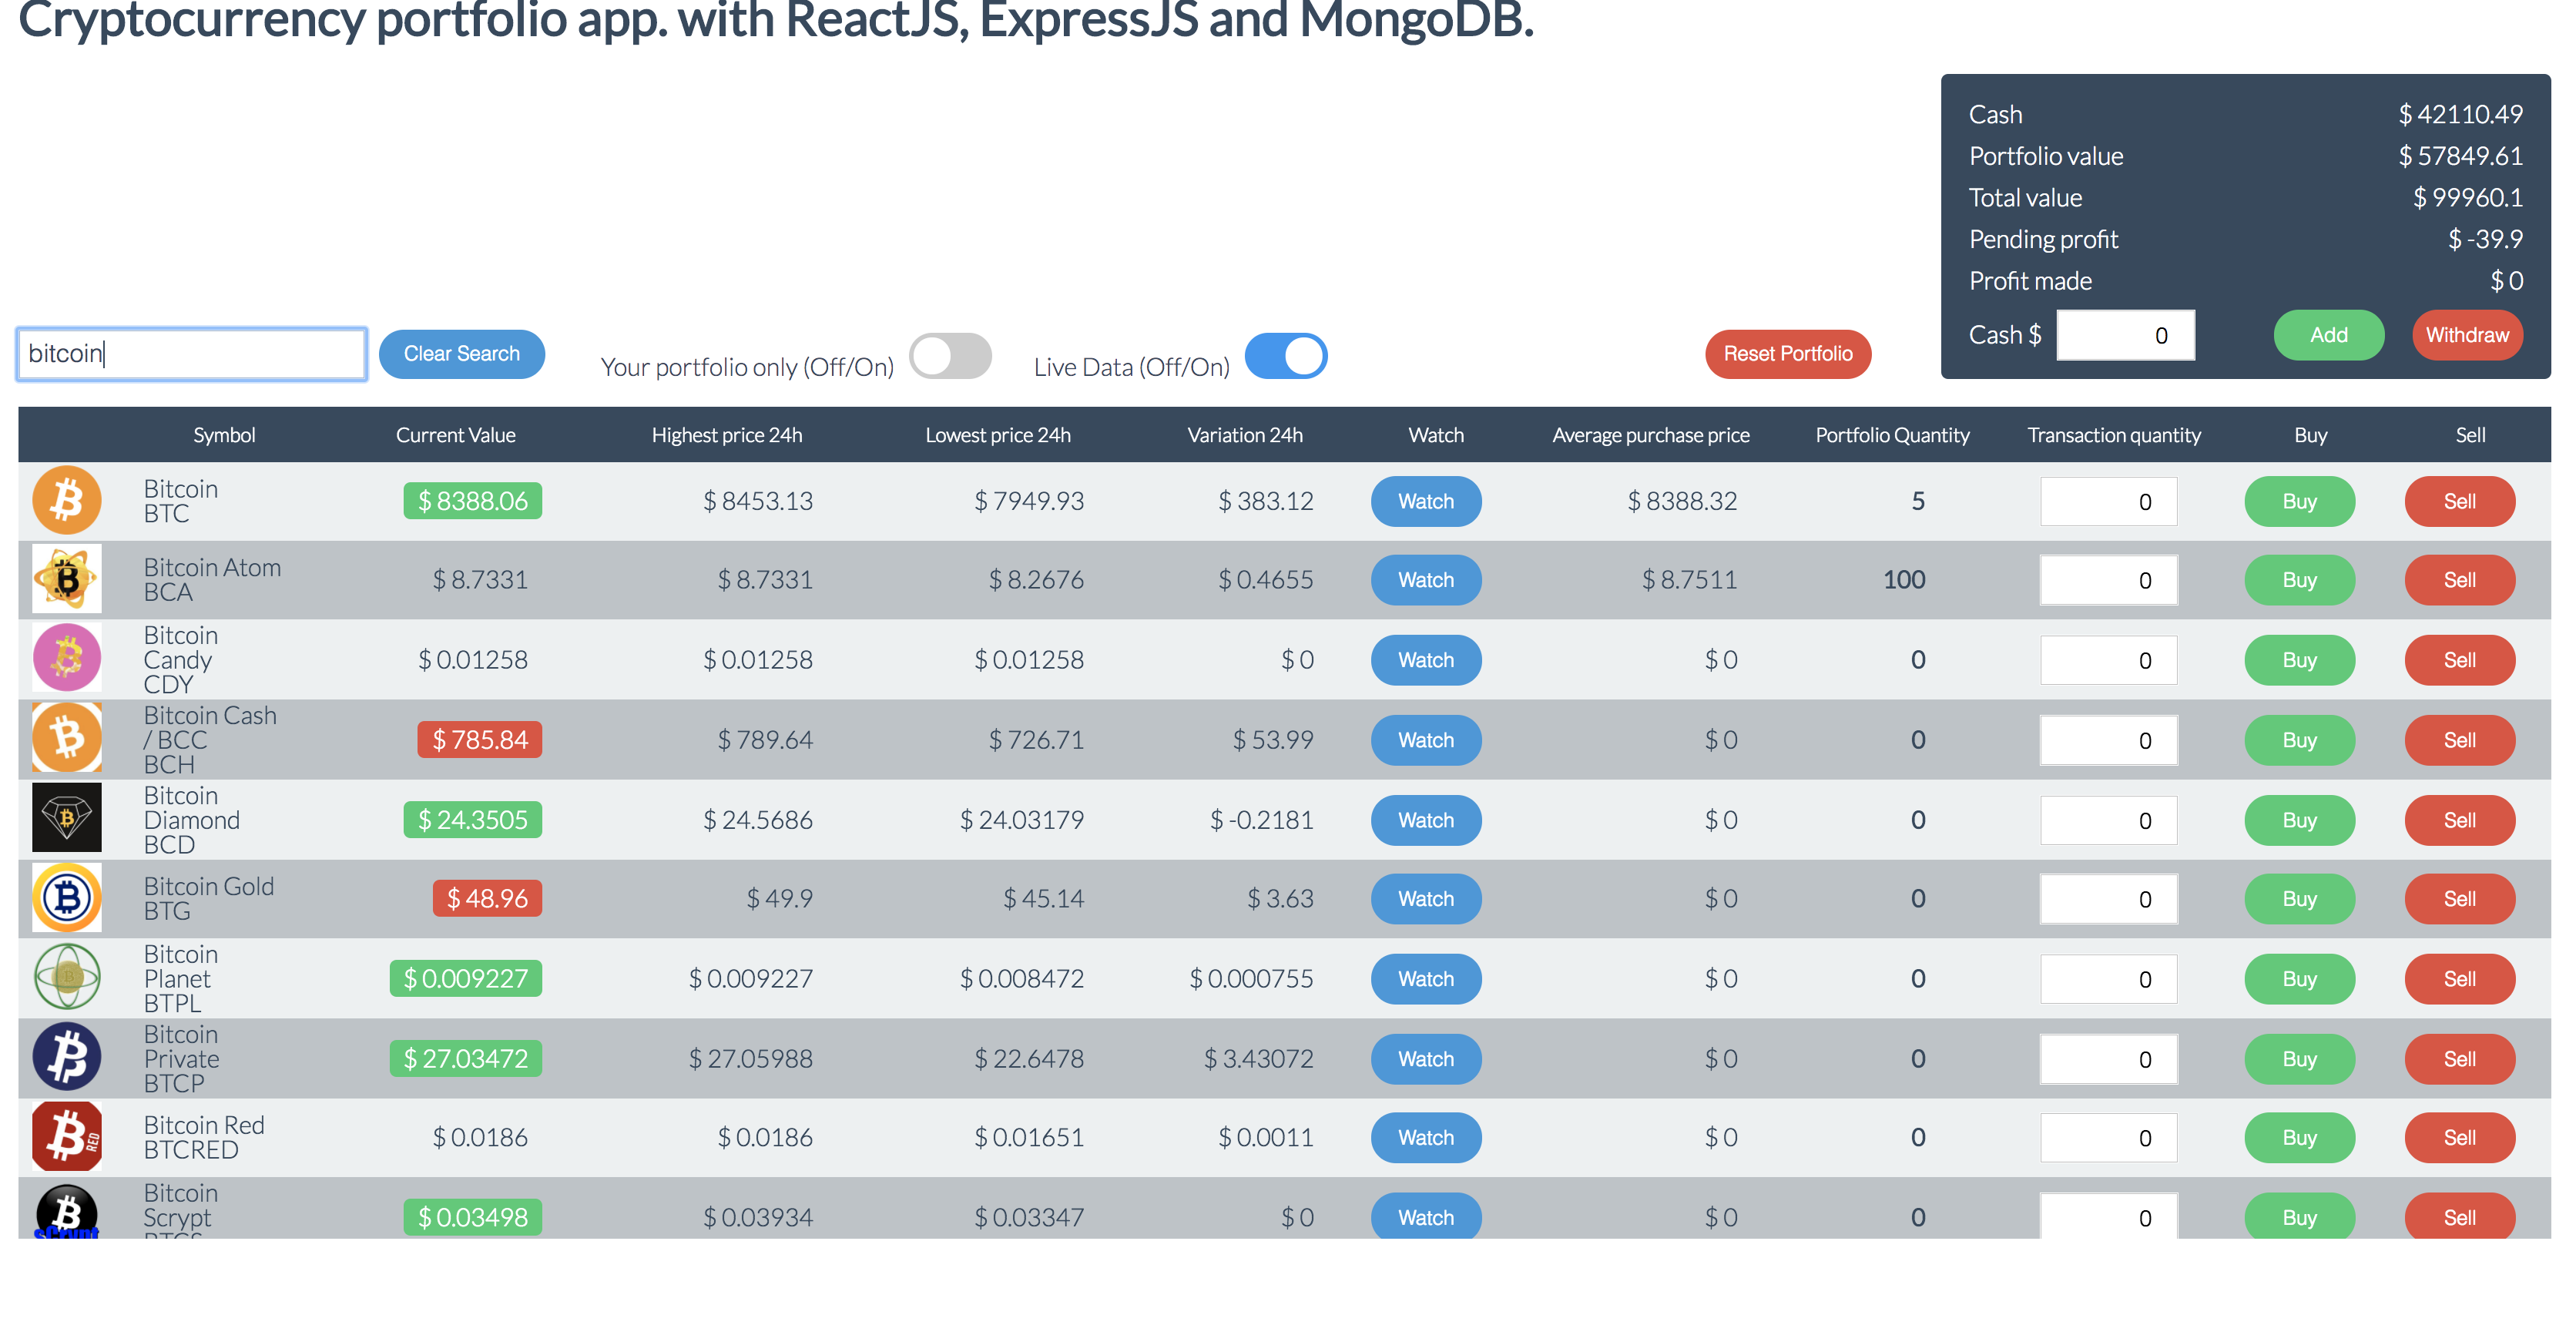 Cryptocurrency portfolio app. with ReactJS, ExpressJS and MongoDB.
Cash $ 42110.49
Portfolio value $ 57849.61
Total value $ 99960.1
Pending profit $ -39.9
Profit made $ 0
Cash $ 0 Add Withdraw
bitcoin Clear Search Your portfolio only (Off/On) Live Data (Off/On) Reset Portfolio
Symbol Current Value Highest price 24h Lowest price 24h Variation 24h Watch Average purchase price Portfolio Quantity Transaction quantity Buy Sell
Bitcoin
BTC $ 8388.06 $ 8453.13 $ 7949.93 $ 383.12 Watch $ 8388.32 5 0 Buy Sell
Bitcoin Atom
BCA $ 8.7331 $ 8.7331 $ 8.2676 $ 0.4655 Watch $ 8.7511 100 0 Buy Sell
Bitcoin
Candy $ 0.01258 $ 0.01258 $ 0.01258 $ 0 Watch $ 0 0 0 Buy Sell
CDY
Bitcoin Cash
/ BCC $ 785.84 $ 789.64 $ 726.71 $ 53.99 Watch $ 0 0 0 Buy Sell
BCH
Bitcoin
Diamond $ 24.3505 $ 24.5686 $ 24.03179 $ -0.2181 Watch $ 0 0 0 Buy Sell
BCD
Bitcoin Gold
BTG $ 48.96 $ 49.9 $ 45.14 $ 3.63 Watch $ 0 0 0 Buy Sell
Bitcoin
Planet $ 0.009227 $ 0.009227 $ 0.008472 $ 0.000755 Watch $ 0 0 0 Buy Sell
BTPL
Bitcoin
Private $ 27.03472 $ 27.05988 $ 22.6478 $ 3.43072 Watch $ 0 0 0 Buy Sell
BTCP
RED
Bitcoin Red
BTCRED $ 0.0186 $ 0.0186 $ 0.01651 $ 0.0011 Watch $ 0 0 0 Buy Sell
Bitcoin
Scrypt $ 0.03498 $ 0.03934 $ 0.03347 $ 0 Watch $ 0 0 0 Buy Sell
sCrypt